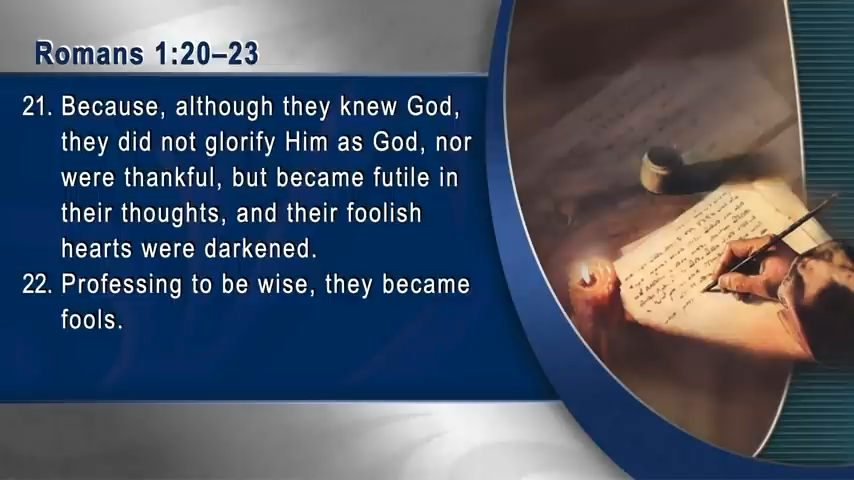 Romans 1:20–23
21. Because, although they knew God,
they did not glorify Him as God, nor
were thankful, but became futile in
their thoughts, and their foolish
hearts were darkened.
22. Professing to be wise, they became
fools.